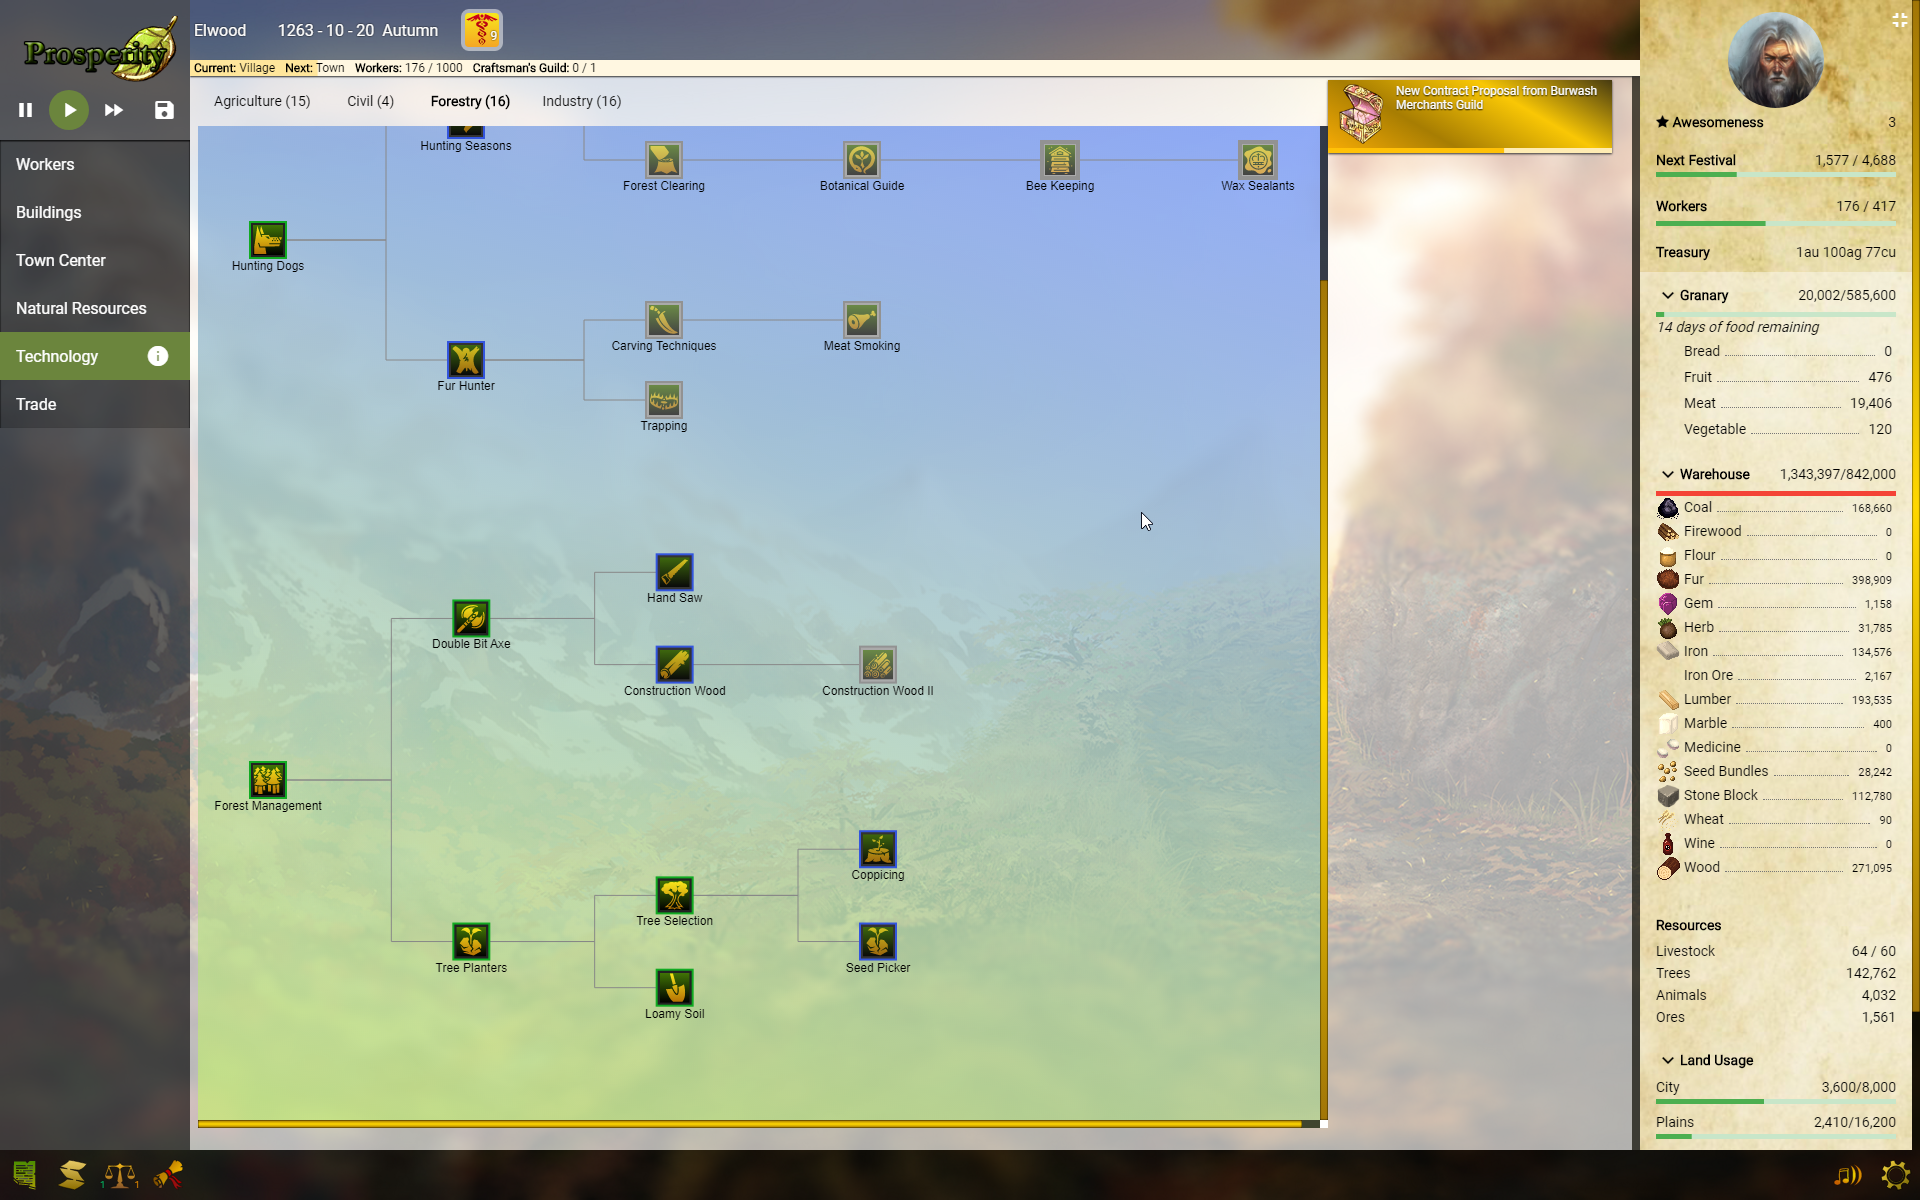 Prosperity
Elwood 1263 - 10 - 20 Autumn 9
Current: Village Next: Town Workers: 176 / 1000 Craftsman's Guild: 0 / 1
Agriculture (15) Civil (4) Forestry (16) Industry (16)
Workers
Buildings
Town Center
Natural Resources
Technology i
Trade
Hunting Seasons
Forest Clearing Botanical Guide Bee Keeping Wax Sealants
Hunting Dogs
Carving Techniques Meat Smoking
Fur Hunter
Trapping
Hand Saw
Double Bit Axe
Construction Wood Construction Wood II
Forest Management
Coppicing
Tree Selection
Tree Planters Seed Picker
Loamy Soil
New Contract Proposal from Burwash
Merchants Guild
Awesomeness 3
Next Festival 1,577 / 4,688
Workers 176 / 417
Treasury 1au 100ag 77cu
Granary 20,002/585,600
14 days of food remaining
Bread 0
Fruit 476
Meat 19,406
Vegetable 120
Warehouse 1,343,397/842,000
Coal 168,660
Firewood 0
Flour 0
Fur 398,909
Gem 1,158
Herb 31,785
Iron 134,576
Iron Ore 2,167
Lumber 193,535
Marble 400
Medicine 0
Seed Bundles 28,242
Stone Block 112,780
Wheat 90
Wine 0
Wood 271,095
Resources
Livestock 64 / 60
Trees 142,762
Animals 4,032
Ores 1,561
Land Usage
City 3,600/8,000
Plains 2,410/16,200
1 1